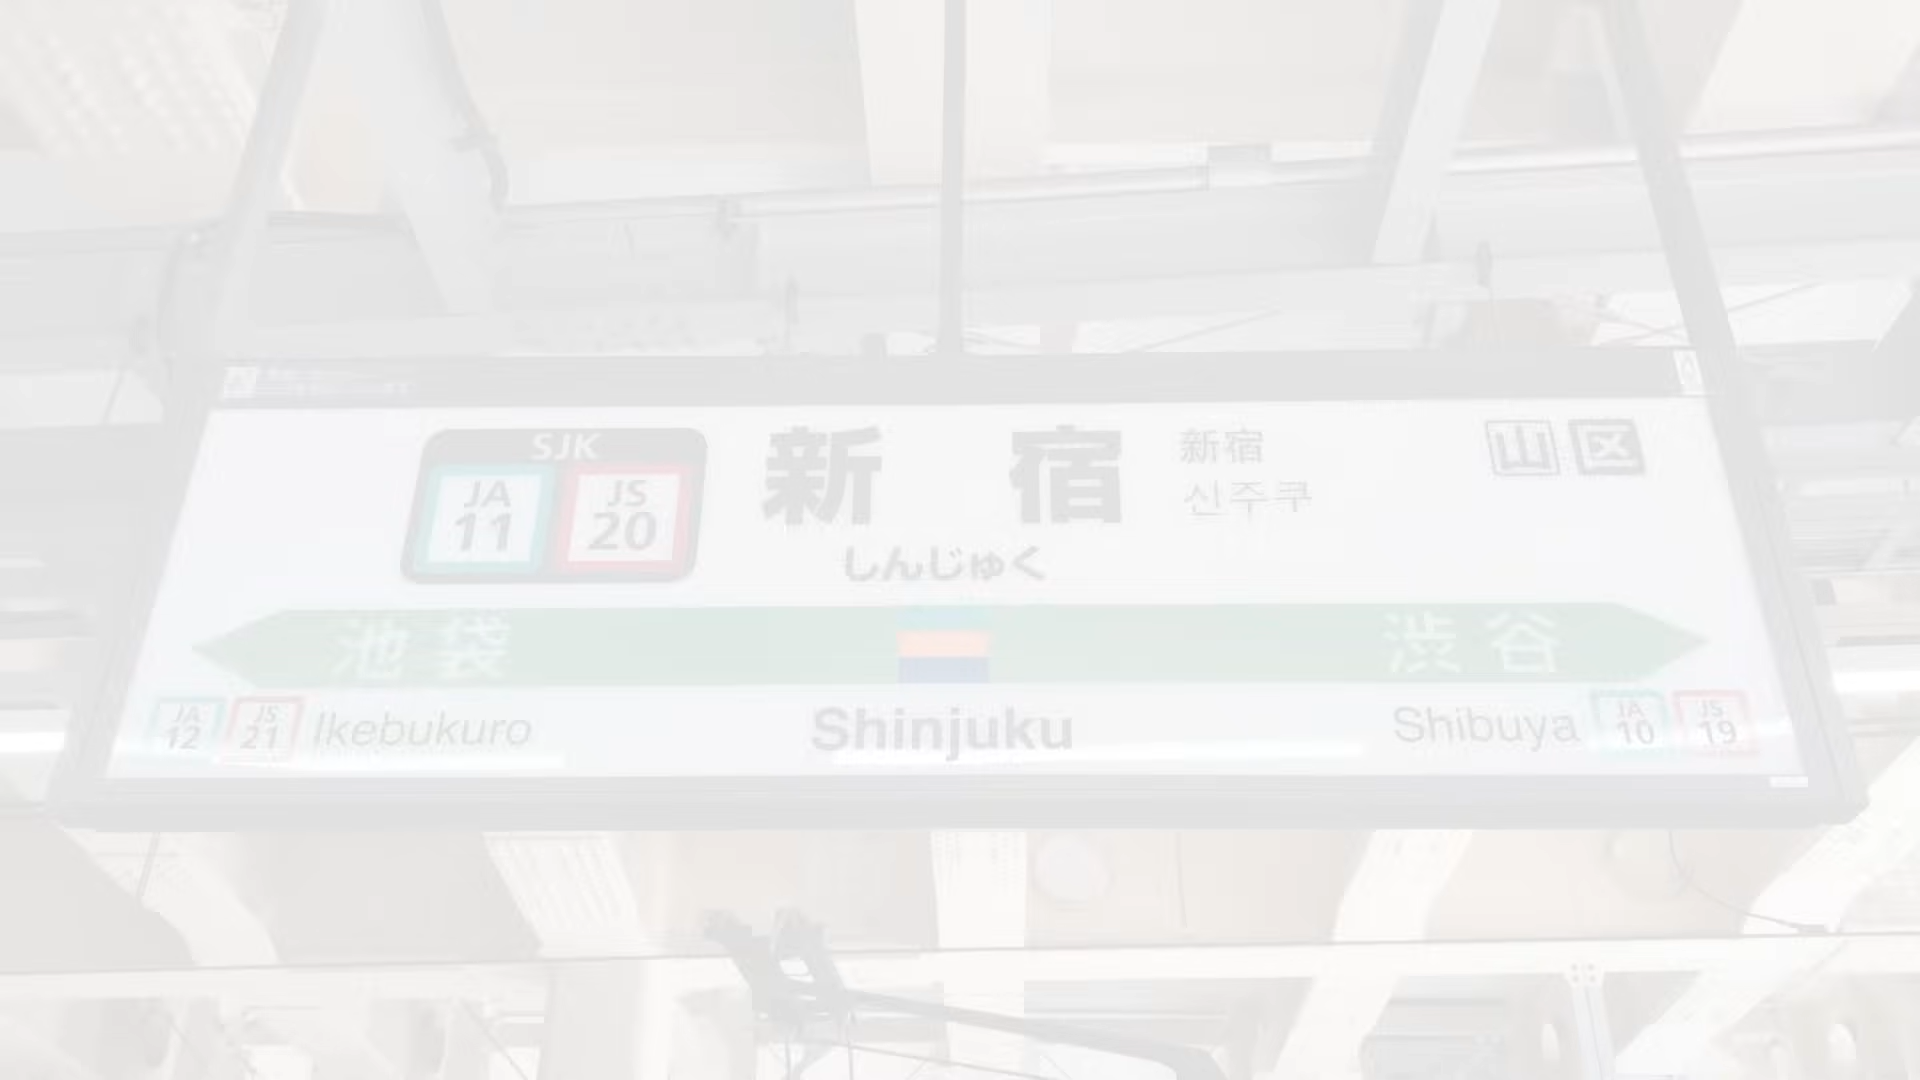 SJK
JA 11
JS 20
新宿
しんじゅく
新宿
신주쿠
山 区
池袋
渋谷
JA 12
JS 21
Ikebukuro
Shinjuku
Shibuya
JA 10
JS 19